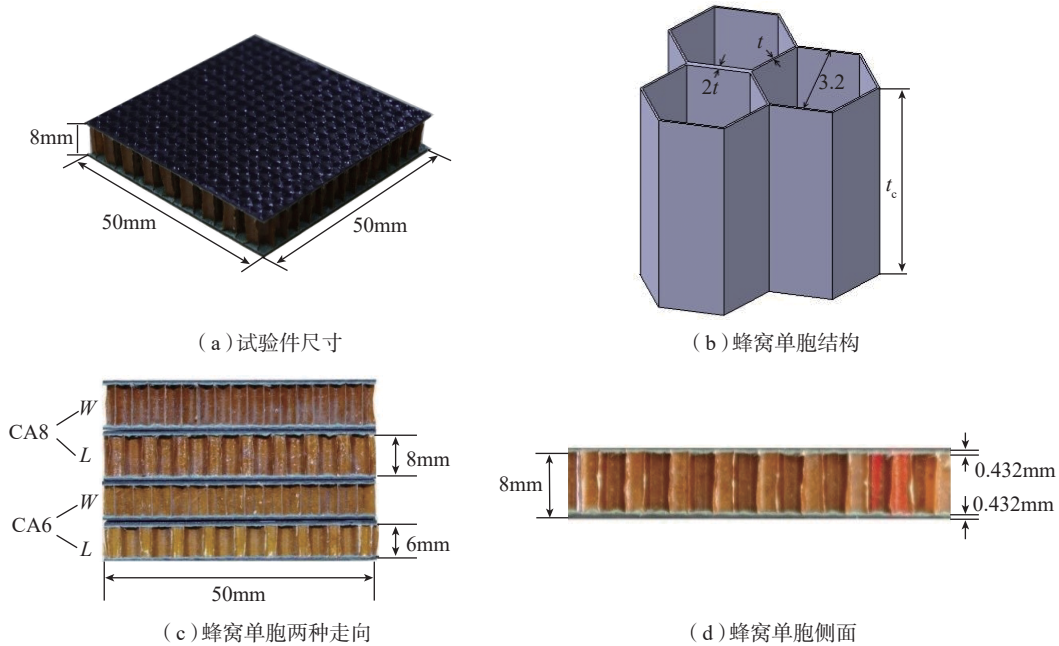 8mm
50mm
50mm
(a)试验件尺寸
t
2t
3.2
t_c
(b)蜂窝单胞结构
CA8
W
L
8mm
CA6
W
L
6mm
50mm
(c)蜂窝单胞两种走向
8mm
0.432mm
0.432mm
(d)蜂窝单胞侧面